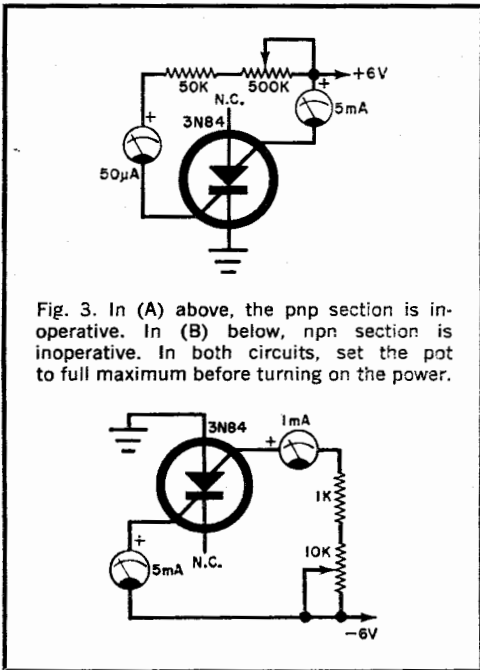 +6V
50K
500K
+
5mA
N.C.
3N84
+
50µA
Fig. 3. In (A) above, the pnp section is in-
operative. In (B) below, npn section is
inoperative. In both circuits, set the pot
to full maximum before turning on the power.
3N84
1mA
+
1K
+
5mA
N.C.
10K
−6V